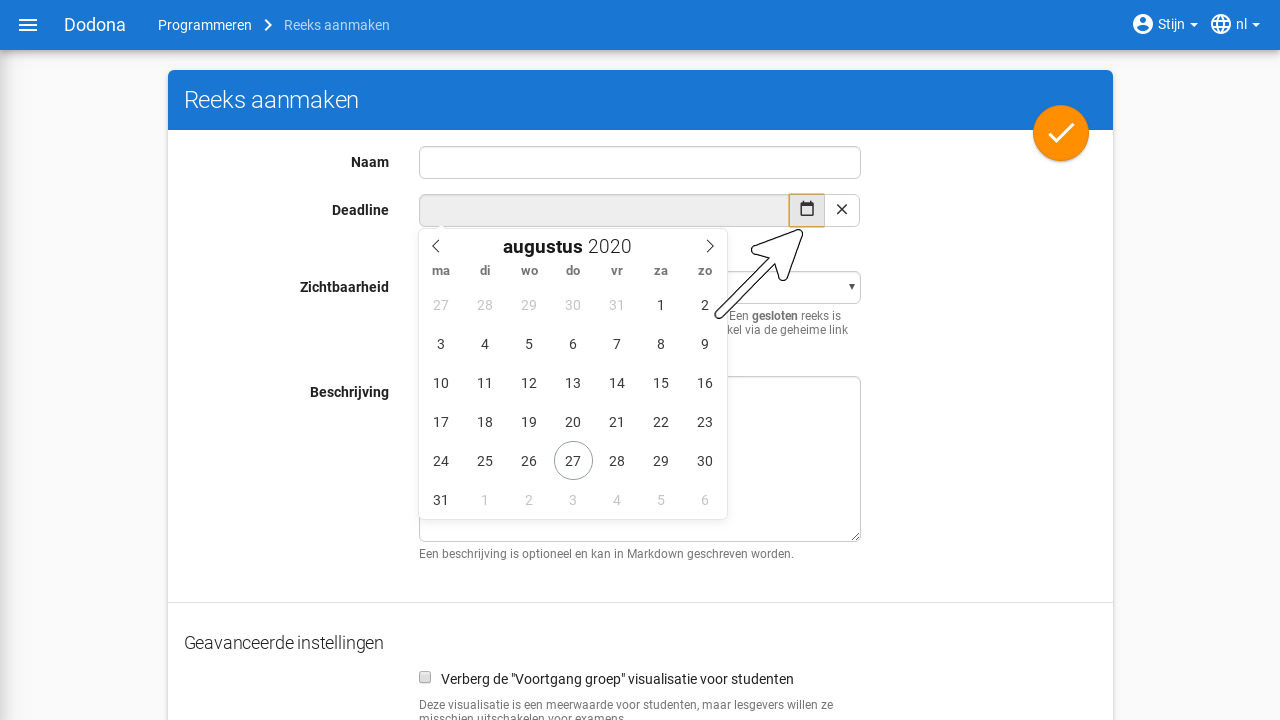 Dodona Programmeren Reeks aanmaken Stijn nl
Reeks aanmaken
Naam
Deadline
augustus 2020
ma di wo do vr za zo
27 28 29 30 31 1 2
3 4 5 6 7 8 9
10 11 12 13 14 15 16
17 18 19 20 21 22 23
24 25 26 27 28 29 30
31 1 2 3 4 5 6
Zichtbaarheid
Een gesloten reeks is
kel via de geheime link
Beschrijving
Een beschrijving is optioneel en kan in Markdown geschreven worden.
Geavanceerde instellingen
Verberg de "Voortgang groep" visualisatie voor studenten
Deze visualisatie is een meerwaarde voor studenten, maar lesgevers willen ze
misschien uitschakelen voor examens.